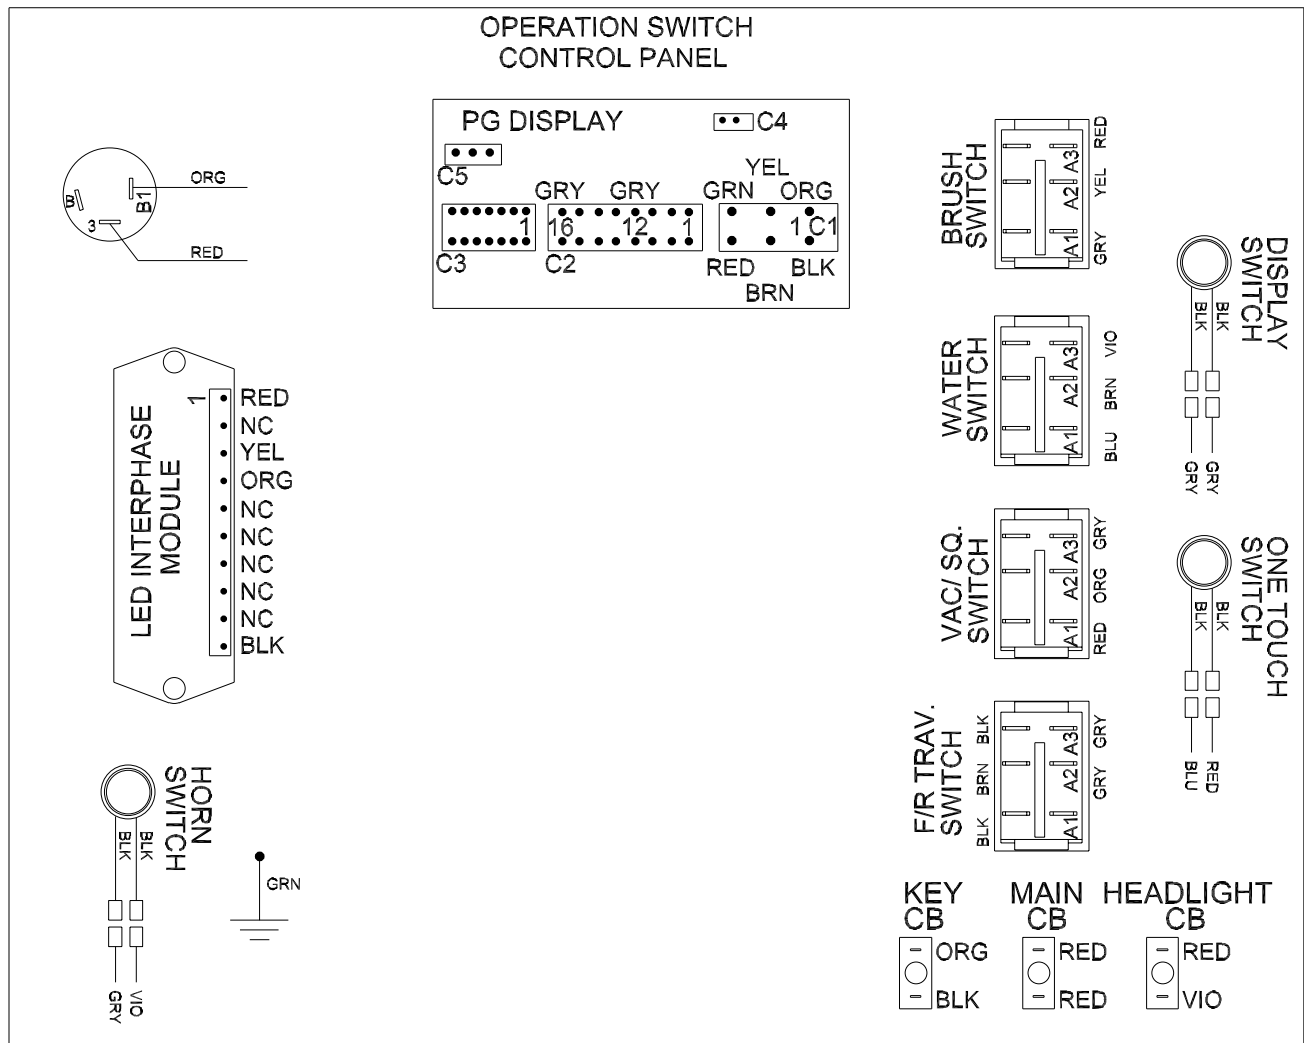 OPERATION SWITCH
CONTROL PANEL
B
B1
3
ORG
RED
PG DISPLAY
C4
C5
YEL
GRY GRY GRN ORG
1 16 12 1 1 C1
C3 C2 RED BLK
BRN
BRUSH
SWITCH
A3 RED
A2 YEL
A1 GRY
DISPLAY
SWITCH
BLK BLK
GRY GRY
LED INTERPHASE
MODULE
1 RED
NC
YEL
ORG
NC
NC
NC
NC
NC
BLK
WATER
SWITCH
A3 VIO
A2 BRN
A1 BLU
VAC/ SQ.
SWITCH
A3 GRY
A2 ORG
A1 RED
ONE TOUCH
SWITCH
BLK BLK
BLU RED
F/R TRAV.
SWITCH
BLK A3 GRY
BRN A2 GRY
BLK A1
HORN
SWITCH
BLK BLK
GRY VIO
GRN
KEY
CB
ORG
BLK
MAIN
CB
RED
RED
HEADLIGHT
CB
RED
VIO